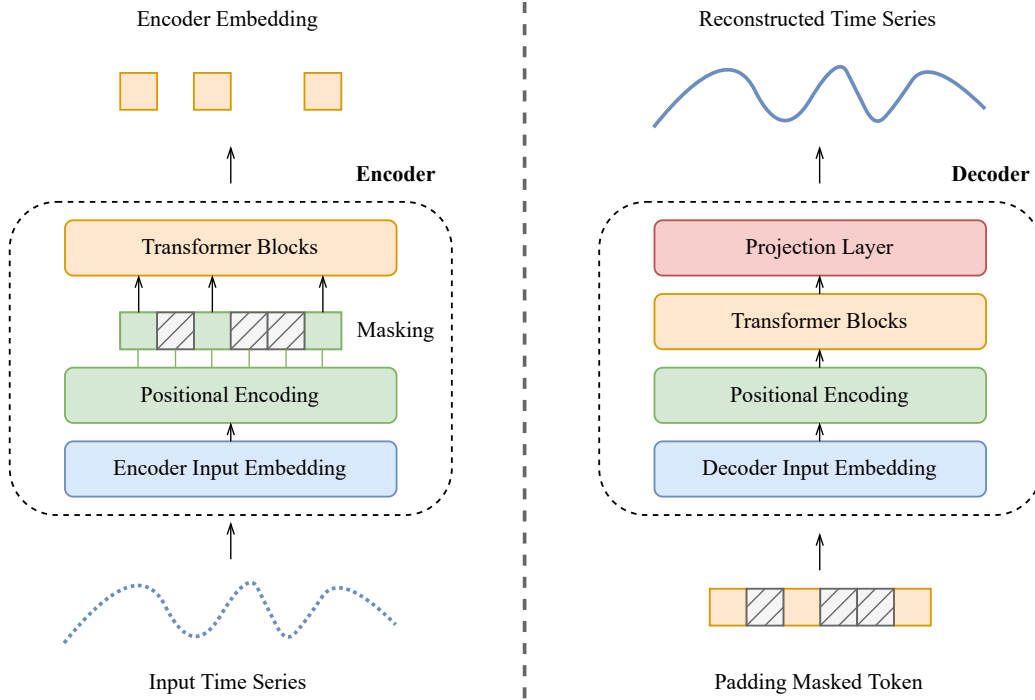 Encoder Embedding
Encoder
Transformer Blocks
Masking
Positional Encoding
Encoder Input Embedding
Input Time Series
Reconstructed Time Series
Decoder
Projection Layer
Transformer Blocks
Positional Encoding
Decoder Input Embedding
Padding Masked Token